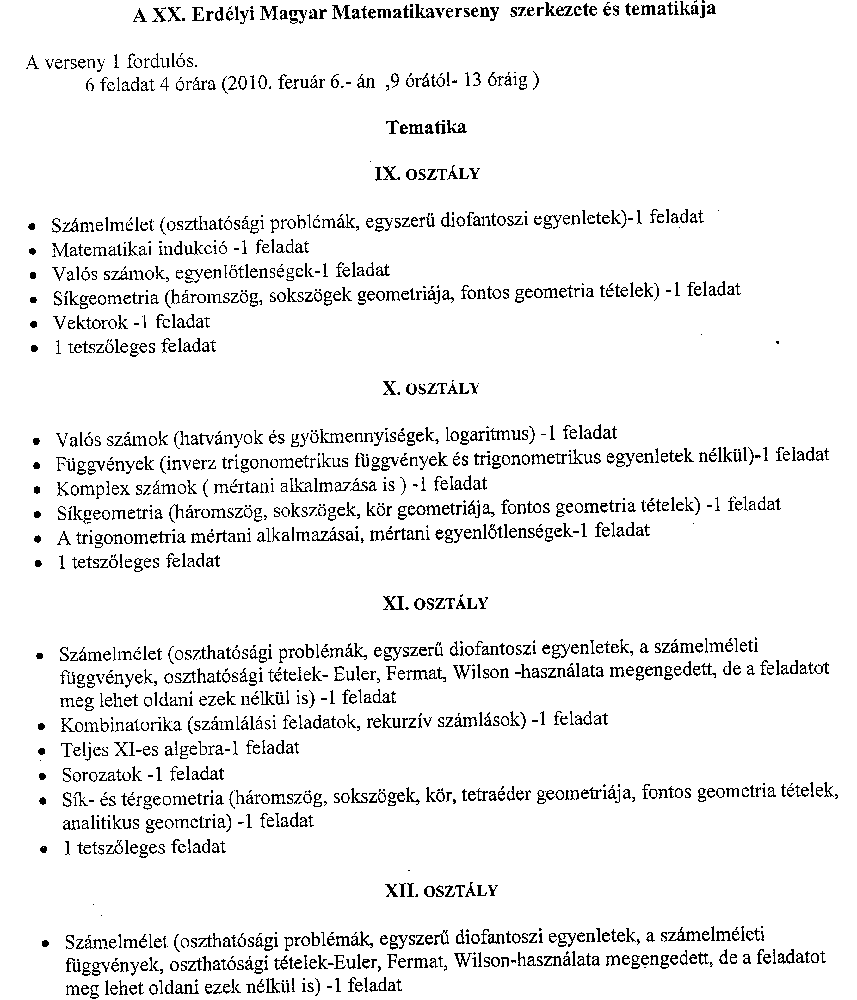 A XX. Erdélyi Magyar Matematikaverseny szerkezete és tematikája
A verseny 1 fordulós.
6 feladat 4 órára (2010. feruár 6.- án ,9 órától- 13 óráig )
Tematika
IX. OSZTÁLY
• Számelmélet (oszthatósági problémák, egyszerű diofantoszi egyenletek)-1 feladat
• Matematikai indukció -1 feladat
• Valós számok, egyenlőtlenségek-1 feladat
• Síkgeometria (háromszög, sokszögek geometriája, fontos geometria tételek) -1 feladat
• Vektorok -1 feladat
• 1 tetszőleges feladat
X. OSZTÁLY
• Valós számok (hatványok és gyökmennyiségek, logaritmus) -1 feladat
• Függvények (inverz trigonometrikus függvények és trigonometrikus egyenletek nélkül)-1 feladat
• Komplex számok ( mértani alkalmazása is ) -1 feladat
• Síkgeometria (háromszög, sokszögek, kör geometriája, fontos geometria tételek) -1 feladat
• A trigonometria mértani alkalmazásai, mértani egyenlőtlenségek-1 feladat
• 1 tetszőleges feladat
XI. OSZTÁLY
• Számelmélet (oszthatósági problémák, egyszerű diofantoszi egyenletek, a számelméleti
függvények, oszthatósági tételek- Euler, Fermat, Wilson -használata megengedett, de a feladatot
meg lehet oldani ezek nélkül is) -1 feladat
• Kombinatorika (számlálási feladatok, rekurzív számlások) -1 feladat
• Teljes XI-es algebra-1 feladat
• Sorozatok -1 feladat
• Sík- és térgeometria (háromszög, sokszögek, kör, tetraéder geometriája, fontos geometria tételek,
analitikus geometria) -1 feladat
• 1 tetszőleges feladat
XII. OSZTÁLY
• Számelmélet (oszthatósági problémák, egyszerű diofantoszi egyenletek, a számelméleti
függvények, oszthatósági tételek-Euler, Fermat, Wilson-használata megengedett, de a feladatot
meg lehet oldani ezek nélkül is) -1 feladat